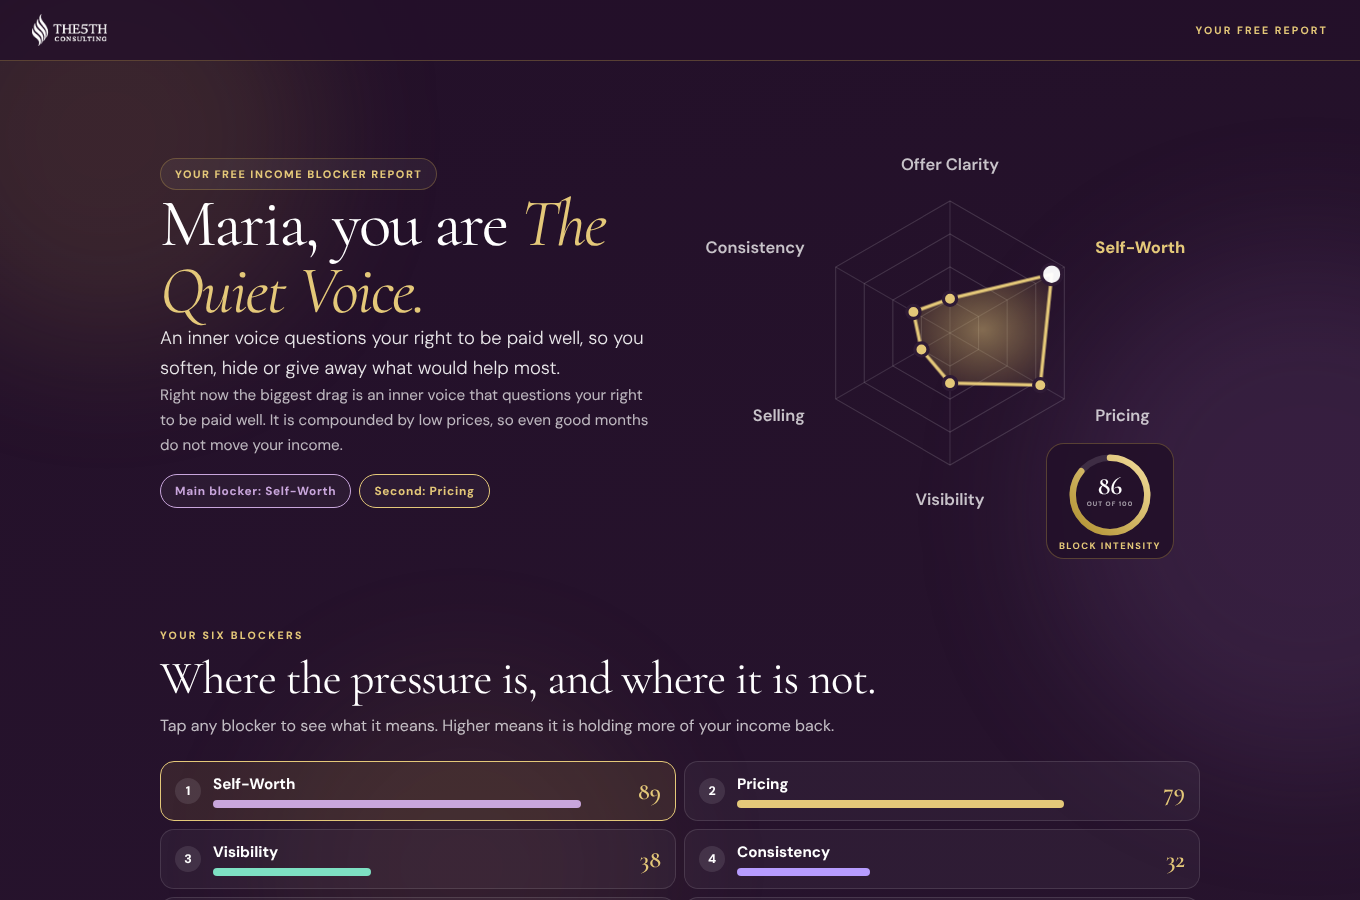 THE5TH
CONSULTING
YOUR FREE REPORT
YOUR FREE INCOME BLOCKER REPORT
Maria, you are The
Quiet Voice.
An inner voice questions your right to be paid well, so you
soften, hide or give away what would help most.
Right now the biggest drag is an inner voice that questions your right
to be paid well. It is compounded by low prices, so even good months
do not move your income.
Main blocker: Self-Worth
Second: Pricing
Offer Clarity
Consistency
Self-Worth
Selling
Pricing
Visibility
86
OUT OF 100
BLOCK INTENSITY
YOUR SIX BLOCKERS
Where the pressure is, and where it is not.
Tap any blocker to see what it means. Higher means it is holding more of your income back.
1
Self-Worth
89
2
Pricing
79
3
Visibility
38
4
Consistency
32